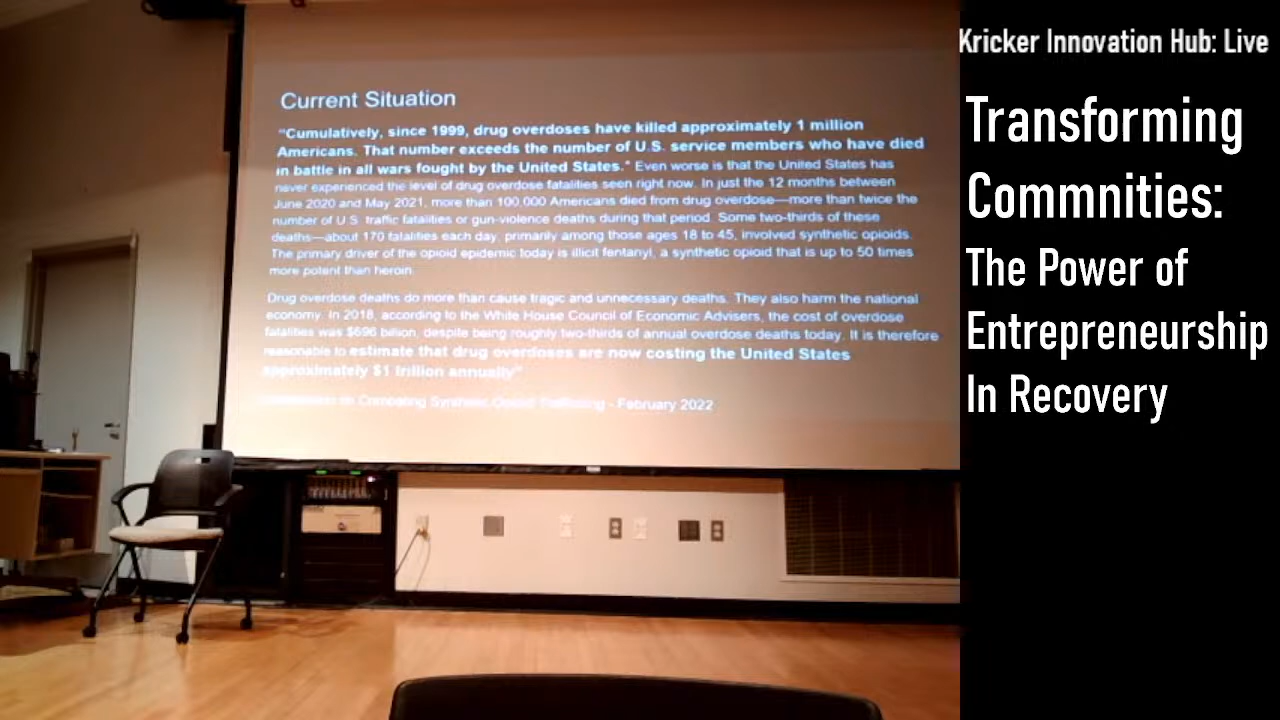 Current Situation
"Cumulatively, since 1999, drug overdoses have killed approximately 1 million
Americans. That number exceeds the number of U.S. service members who have died
in battle in all wars fought by the United States." Even worse is that the United States has
never experienced the level of drug overdose fatalities seen right now. In just the 12 months between
June 2020 and May 2021, more than 100,000 Americans died from drug overdose—more than twice the
number of U.S. traffic fatalities or gun-violence deaths during that period. Some two-thirds of these
deaths—about 170 fatalities each day, primarily among those ages 18 to 45, involved synthetic opioids.
The primary driver of the opioid epidemic today is illicit fentanyl, a synthetic opioid that is up to 50 times
more potent than heroin.
Drug overdose deaths do more than cause tragic and unnecessary deaths. They also harm the national
economy. In 2018, according to the White House Council of Economic Advisers, the cost of overdose
fatalities was $696 billion, despite being roughly two-thirds of annual overdose deaths today. It is therefore
reasonable to estimate that drug overdoses are now costing the United States
approximately $1 trillion annually"
Commission on Combating Synthetic Opioid Trafficking - February 2022
Kricker Innovation Hub: Live
Transforming
Commnities:
The Power of
Entrepreneurship
In Recovery